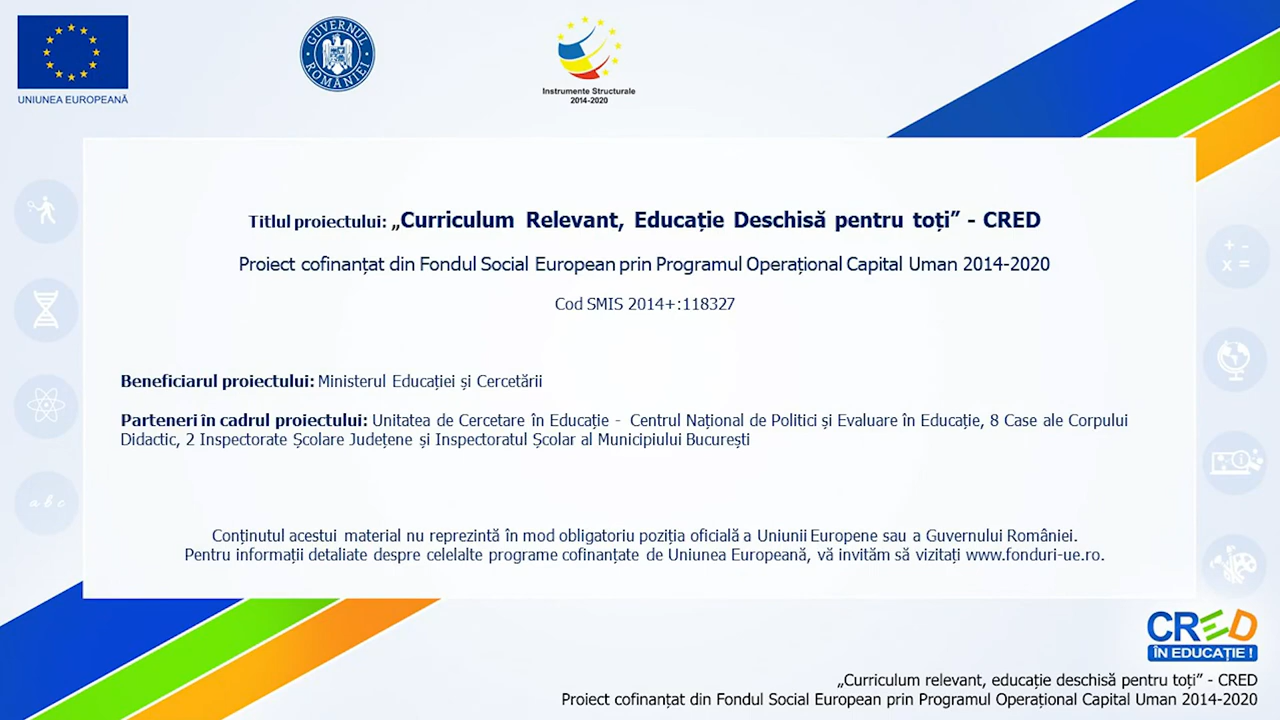 UNIUNEA EUROPEANĂ
GUVERNUL ROMÂNIEI
Instrumente Structurale
2014-2020
Titlul proiectului: „Curriculum Relevant, Educație Deschisă pentru toți” - CRED
Proiect cofinanțat din Fondul Social European prin Programul Operațional Capital Uman 2014-2020
Cod SMIS 2014+:118327
Beneficiarul proiectului: Ministerul Educației și Cercetării
Parteneri în cadrul proiectului: Unitatea de Cercetare în Educație - Centrul Național de Politici și Evaluare în Educație, 8 Case ale Corpului
Didactic, 2 Inspectorate Școlare Județene și Inspectoratul Școlar al Municipiului București
Conținutul acestui material nu reprezintă în mod obligatoriu poziția oficială a Uniunii Europene sau a Guvernului României.
Pentru informații detaliate despre celelalte programe cofinanțate de Uniunea Europeană, vă invităm să vizitați www.fonduri-ue.ro.
+ -
x =
a b c
CRED
ÎN EDUCAȚIE !
„Curriculum relevant, educație deschisă pentru toți” - CRED
Proiect cofinanțat din Fondul Social European prin Programul Operațional Capital Uman 2014-2020